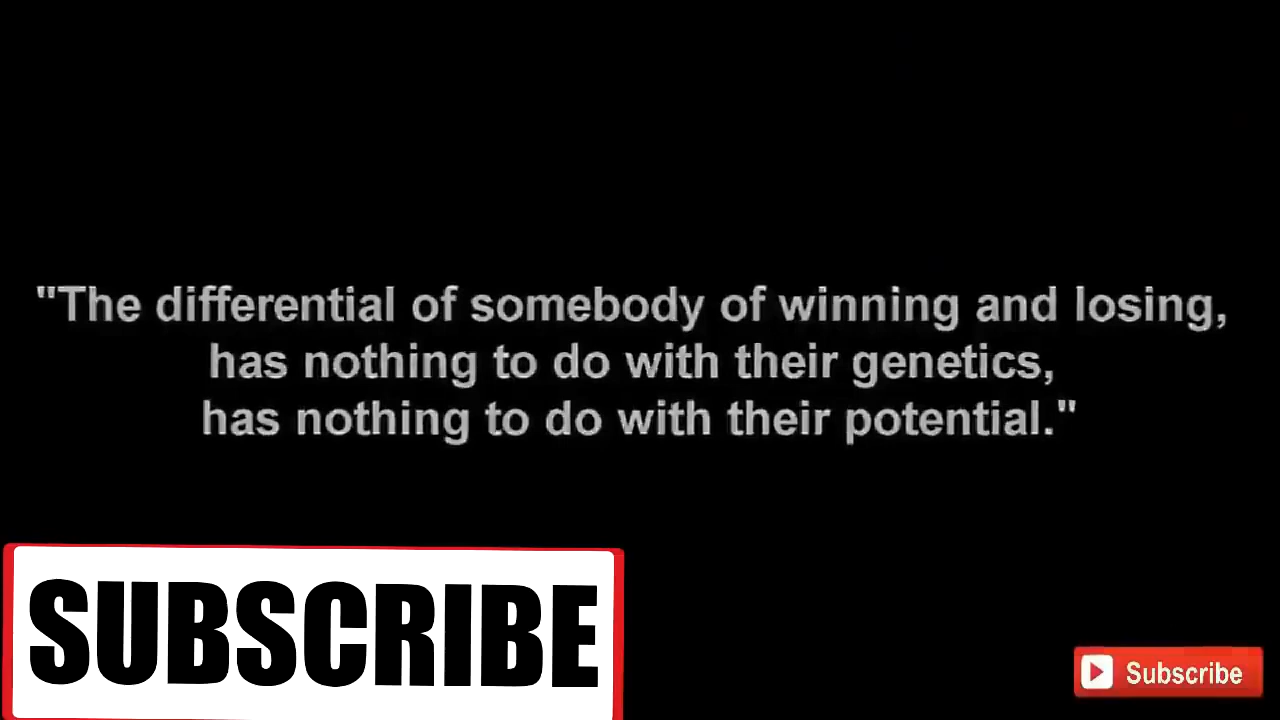 "The differential of somebody of winning and losing,
has nothing to do with their genetics,
has nothing to do with their potential."
SUBSCRIBE
Subscribe